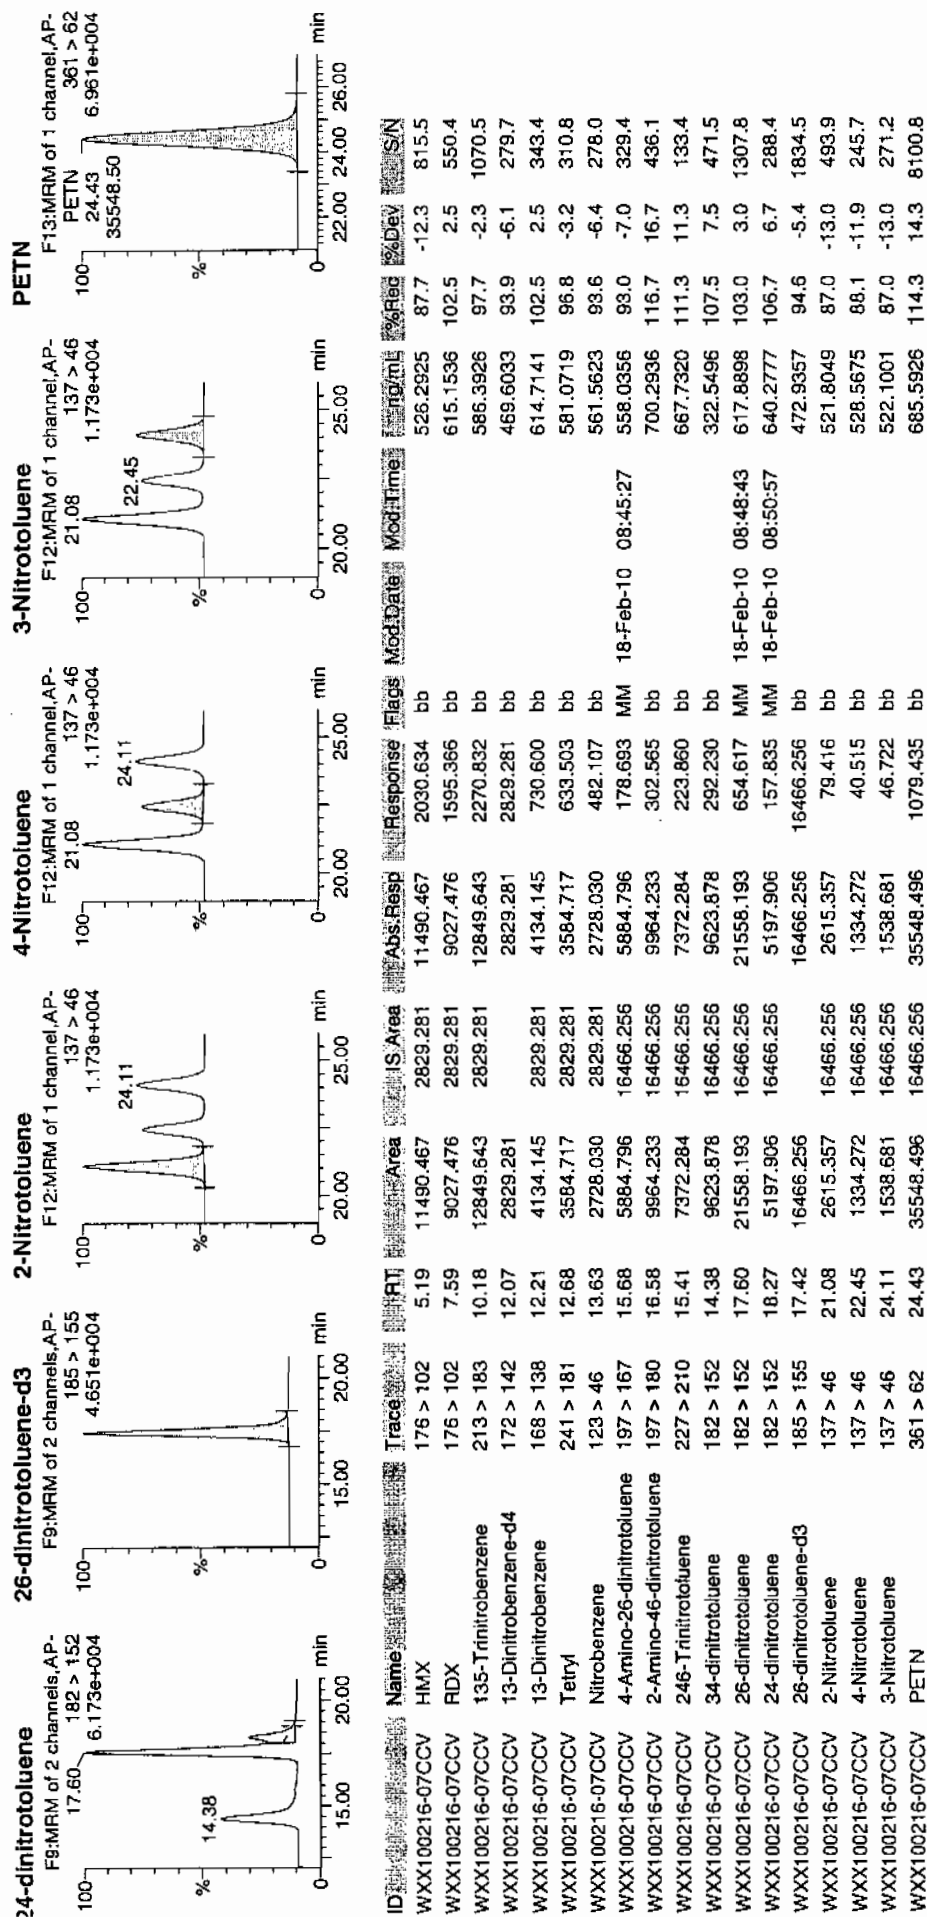 24-dinitrotoluene
F9:MRM of 2 channels,AP-
182 > 152
6.173e+004
100
17.60
14.38
%
0
15.00
20.00
min
26-dinitrotoluene-d3
F9:MRM of 2 channels,AP-
185 > 155
4.651e+004
100
%
0
15.00
20.00
min
2-Nitrotoluene
F12:MRM of 1 channel,AP-
137 > 46
1.173e+004
100
24.11
%
0
20.00
25.00
min
4-Nitrotoluene
F12:MRM of 1 channel,AP-
21.08
137 > 46
1.173e+004
100
24.11
%
0
20.00
25.00
min
3-Nitrotoluene
F12:MRM of 1 channel,AP-
21.08
137 > 46
1.173e+004
100
22.45
%
0
20.00
25.00
min
PETN
F13:MRM of 1 channel,AP-
PETN
361 > 62
24.43
6.961e+004
35548.50
100
%
0
22.00
24.00
26.00
min
ID Name Trace RT Area IS Area Abs.Resp Response Flags Mod.Date Mod.Time ng/mL %Rec %Dev S/N
WXX100216-07CCV HMX 176 > 102 5.19 11490.467 2829.281 11490.467 2030.634 bb 526.2925 87.7 -12.3 815.5
WXX100216-07CCV RDX 176 > 102 7.59 9027.476 2829.281 9027.476 1595.366 bb 615.1536 102.5 2.5 550.4
WXX100216-07CCV 135-Trinitrobenzene 213 > 183 10.18 12849.643 2829.281 12849.643 2270.832 bb 586.3926 97.7 -2.3 1070.5
WXX100216-07CCV 13-Dinitrobenzene-d4 172 > 142 12.07 2829.281 2829.281 2829.281 bb 469.6033 93.9 -6.1 279.7
WXX100216-07CCV 13-Dinitrobenzene 168 > 138 12.21 4134.145 2829.281 4134.145 730.600 bb 614.7141 102.5 2.5 343.4
WXX100216-07CCV Tetryl 241 > 181 12.68 3584.717 2829.281 3584.717 633.503 bb 581.0719 96.8 -3.2 310.8
WXX100216-07CCV Nitrobenzene 123 > 46 13.63 2728.030 2829.281 2728.030 482.107 bb 561.5623 93.6 -6.4 278.0
WXX100216-07CCV 4-Amino-26-dinitrotoluene 197 > 167 15.68 5884.796 16466.256 5884.796 178.693 MM 18-Feb-10 08:45:27 558.0356 93.0 -7.0 329.4
WXX100216-07CCV 2-Amino-46-dinitrotoluene 197 > 180 16.58 9964.233 16466.256 9964.233 302.565 bb 700.2936 116.7 16.7 436.1
WXX100216-07CCV 246-Trinitrotoluene 227 > 210 15.41 7372.284 16466.256 7372.284 223.860 bb 667.7320 111.3 11.3 133.4
WXX100216-07CCV 34-dinitrotoluene 182 > 152 14.38 9623.878 16466.256 9623.878 292.230 bb 322.5496 107.5 7.5 471.5
WXX100216-07CCV 26-dinitrotoluene 182 > 152 17.60 21558.193 16466.256 21558.193 654.617 MM 18-Feb-10 08:48:43 617.8898 103.0 3.0 1307.8
WXX100216-07CCV 24-dinitrotoluene 182 > 152 18.27 5197.906 16466.256 5197.906 157.835 MM 18-Feb-10 08:50:57 640.2777 106.7 6.7 288.4
WXX100216-07CCV 26-dinitrotoluene-d3 185 > 155 17.42 16466.256 16466.256 16466.256 bb 472.9357 94.6 -5.4 1834.5
WXX100216-07CCV 2-Nitrotoluene 137 > 46 21.08 2615.357 16466.256 2615.357 79.416 bb 521.8049 87.0 -13.0 493.9
WXX100216-07CCV 4-Nitrotoluene 137 > 46 22.45 1334.272 16466.256 1334.272 40.515 bb 528.5675 88.1 -11.9 245.7
WXX100216-07CCV 3-Nitrotoluene 137 > 46 24.11 1538.681 16466.256 1538.681 46.722 bb 522.1001 87.0 -13.0 271.2
WXX100216-07CCV PETN 361 > 62 24.43 35548.496 16466.256 35548.496 1079.435 bb 685.5926 114.3 14.3 8100.8